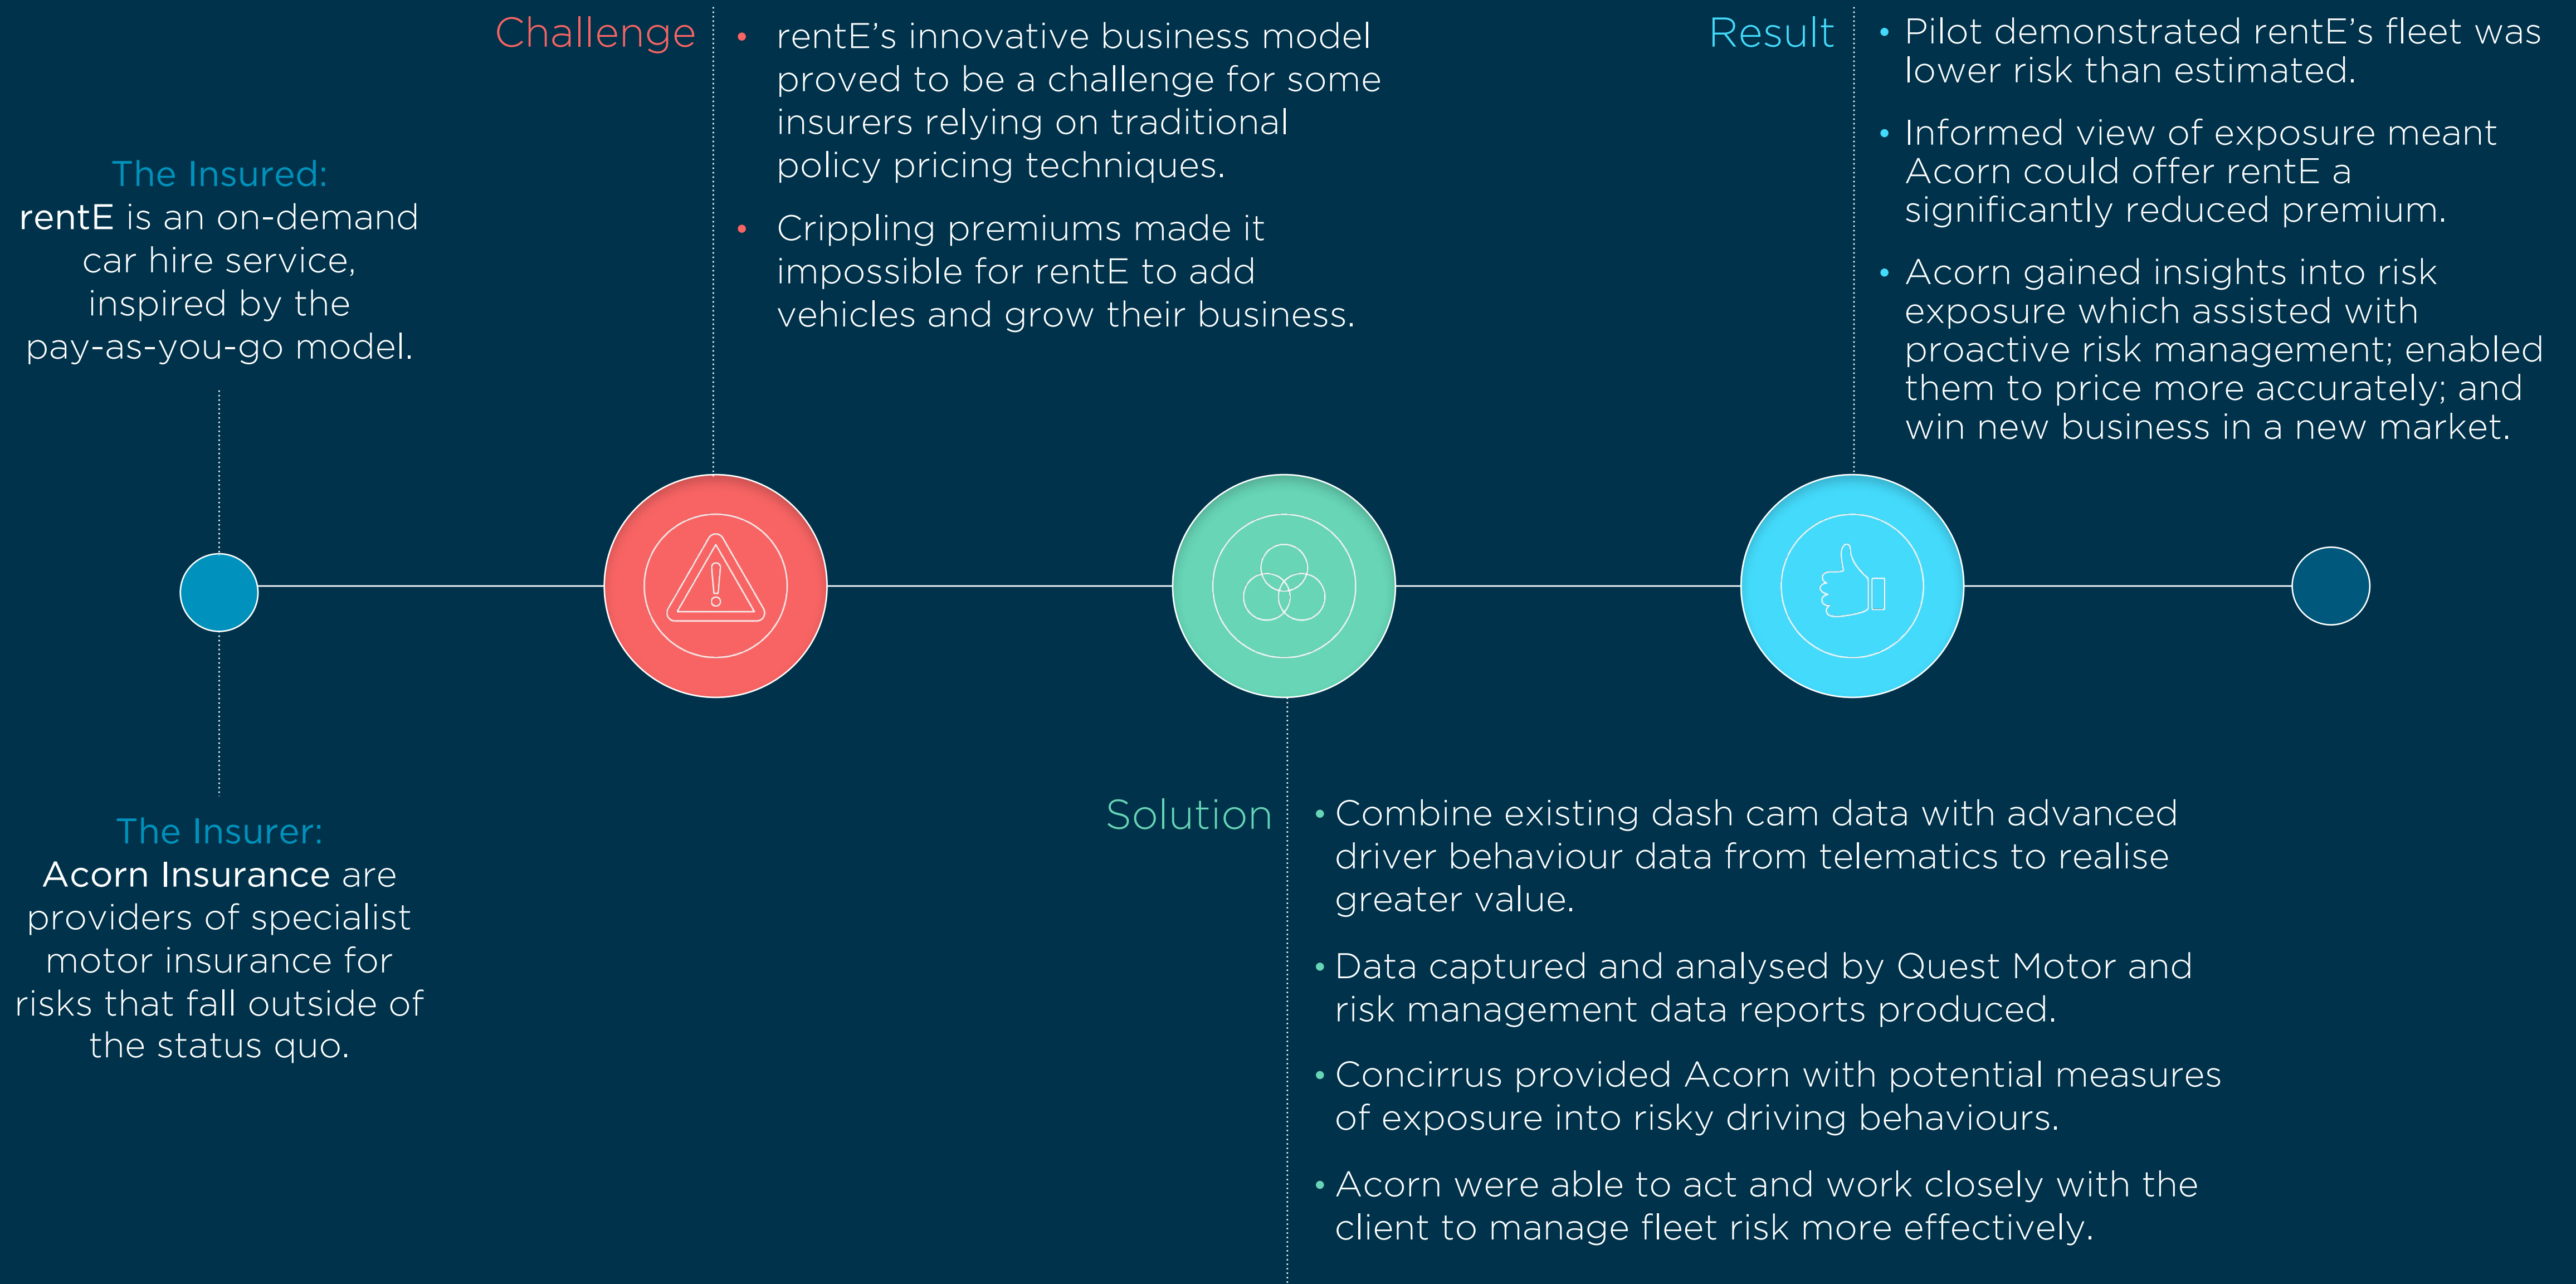 The Insured:
rentE is an on-demand
car hire service,
inspired by the
pay-as-you-go model.
The Insurer:
Acorn Insurance are
providers of specialist
motor insurance for
risks that fall outside of
the status quo.
Challenge
• rentE’s innovative business model
proved to be a challenge for some
insurers relying on traditional
policy pricing techniques.
• Crippling premiums made it
impossible for rentE to add
vehicles and grow their business.
Solution
• Combine existing dash cam data with advanced
driver behaviour data from telematics to realise
greater value.
• Data captured and analysed by Quest Motor and
risk management data reports produced.
• Concirrus provided Acorn with potential measures
of exposure into risky driving behaviours.
• Acorn were able to act and work closely with the
client to manage fleet risk more effectively.
Result
• Pilot demonstrated rentE’s fleet was
lower risk than estimated.
• Informed view of exposure meant
Acorn could offer rentE a
significantly reduced premium.
• Acorn gained insights into risk
exposure which assisted with
proactive risk management; enabled
them to price more accurately; and
win new business in a new market.